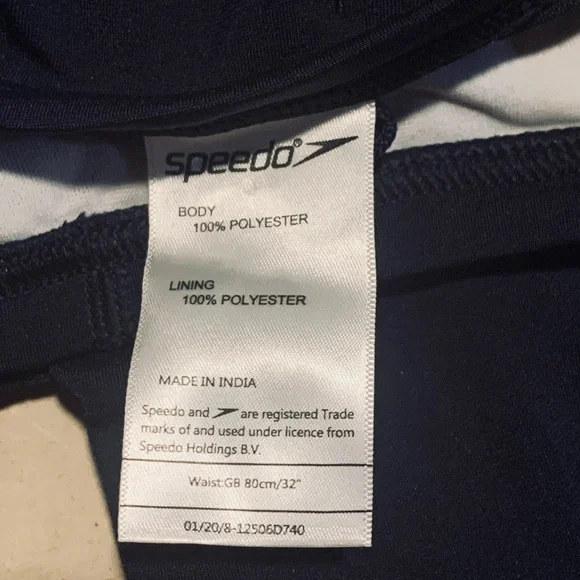 speedo®
BODY
100% POLYESTER
LINING
100% POLYESTER
MADE IN INDIA
Speedo and are registered Trade
marks of and used under licence from
Speedo Holdings B.V.
Waist:GB 80cm/32"
01/20/8-12506D740